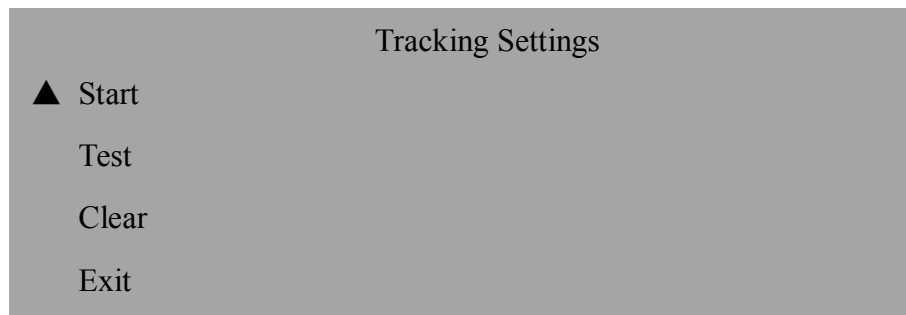 Tracking Settings
▲ Start
Test
Clear
Exit